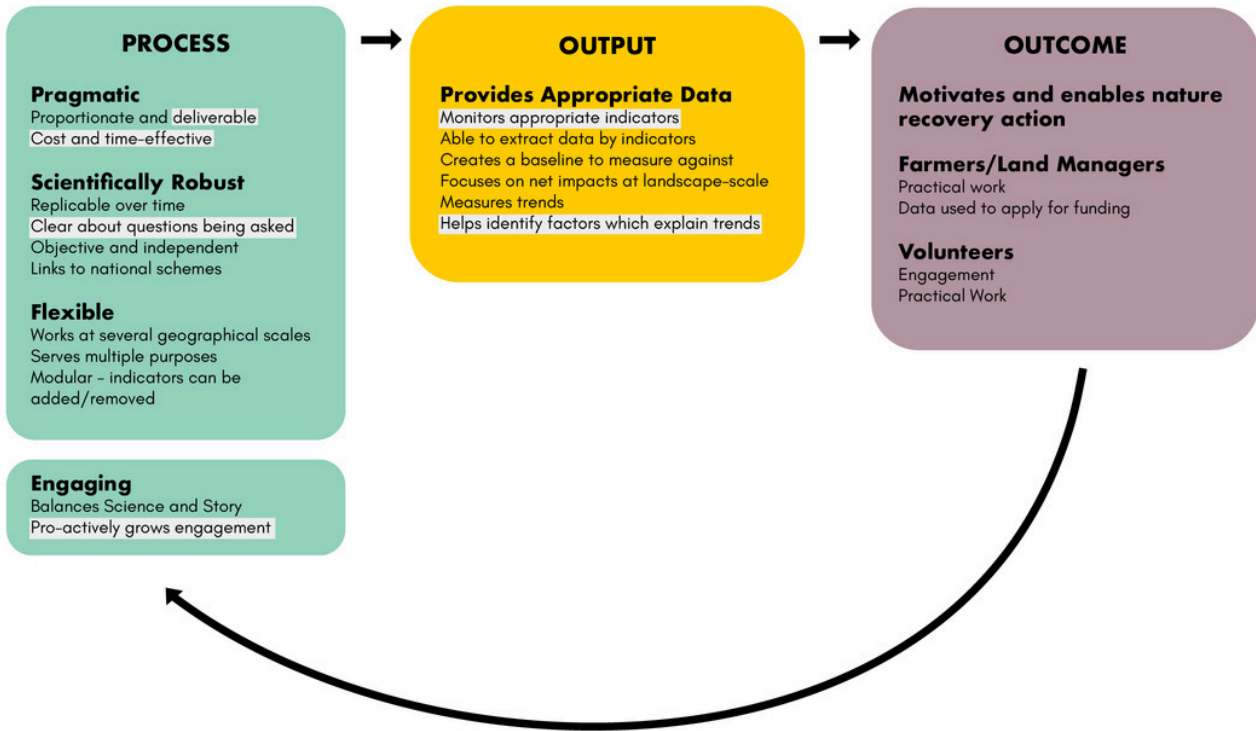 PROCESS
Pragmatic
Proportionate and deliverable
Cost and time-effective
Scientifically Robust
Replicable over time
Clear about questions being asked
Objective and independent
Links to national schemes
Flexible
Works at several geographical scales
Serves multiple purposes
Modular - indicators can be
added/removed
Engaging
Balances Science and Story
Pro-actively grows engagement
OUTPUT
Provides Appropriate Data
Monitors appropriate indicators
Able to extract data by indicators
Creates a baseline to measure against
Focuses on net impacts at landscape-scale
Measures trends
Helps identify factors which explain trends
OUTCOME
Motivates and enables nature
recovery action
Farmers/Land Managers
Practical work
Data used to apply for funding
Volunteers
Engagement
Practical Work